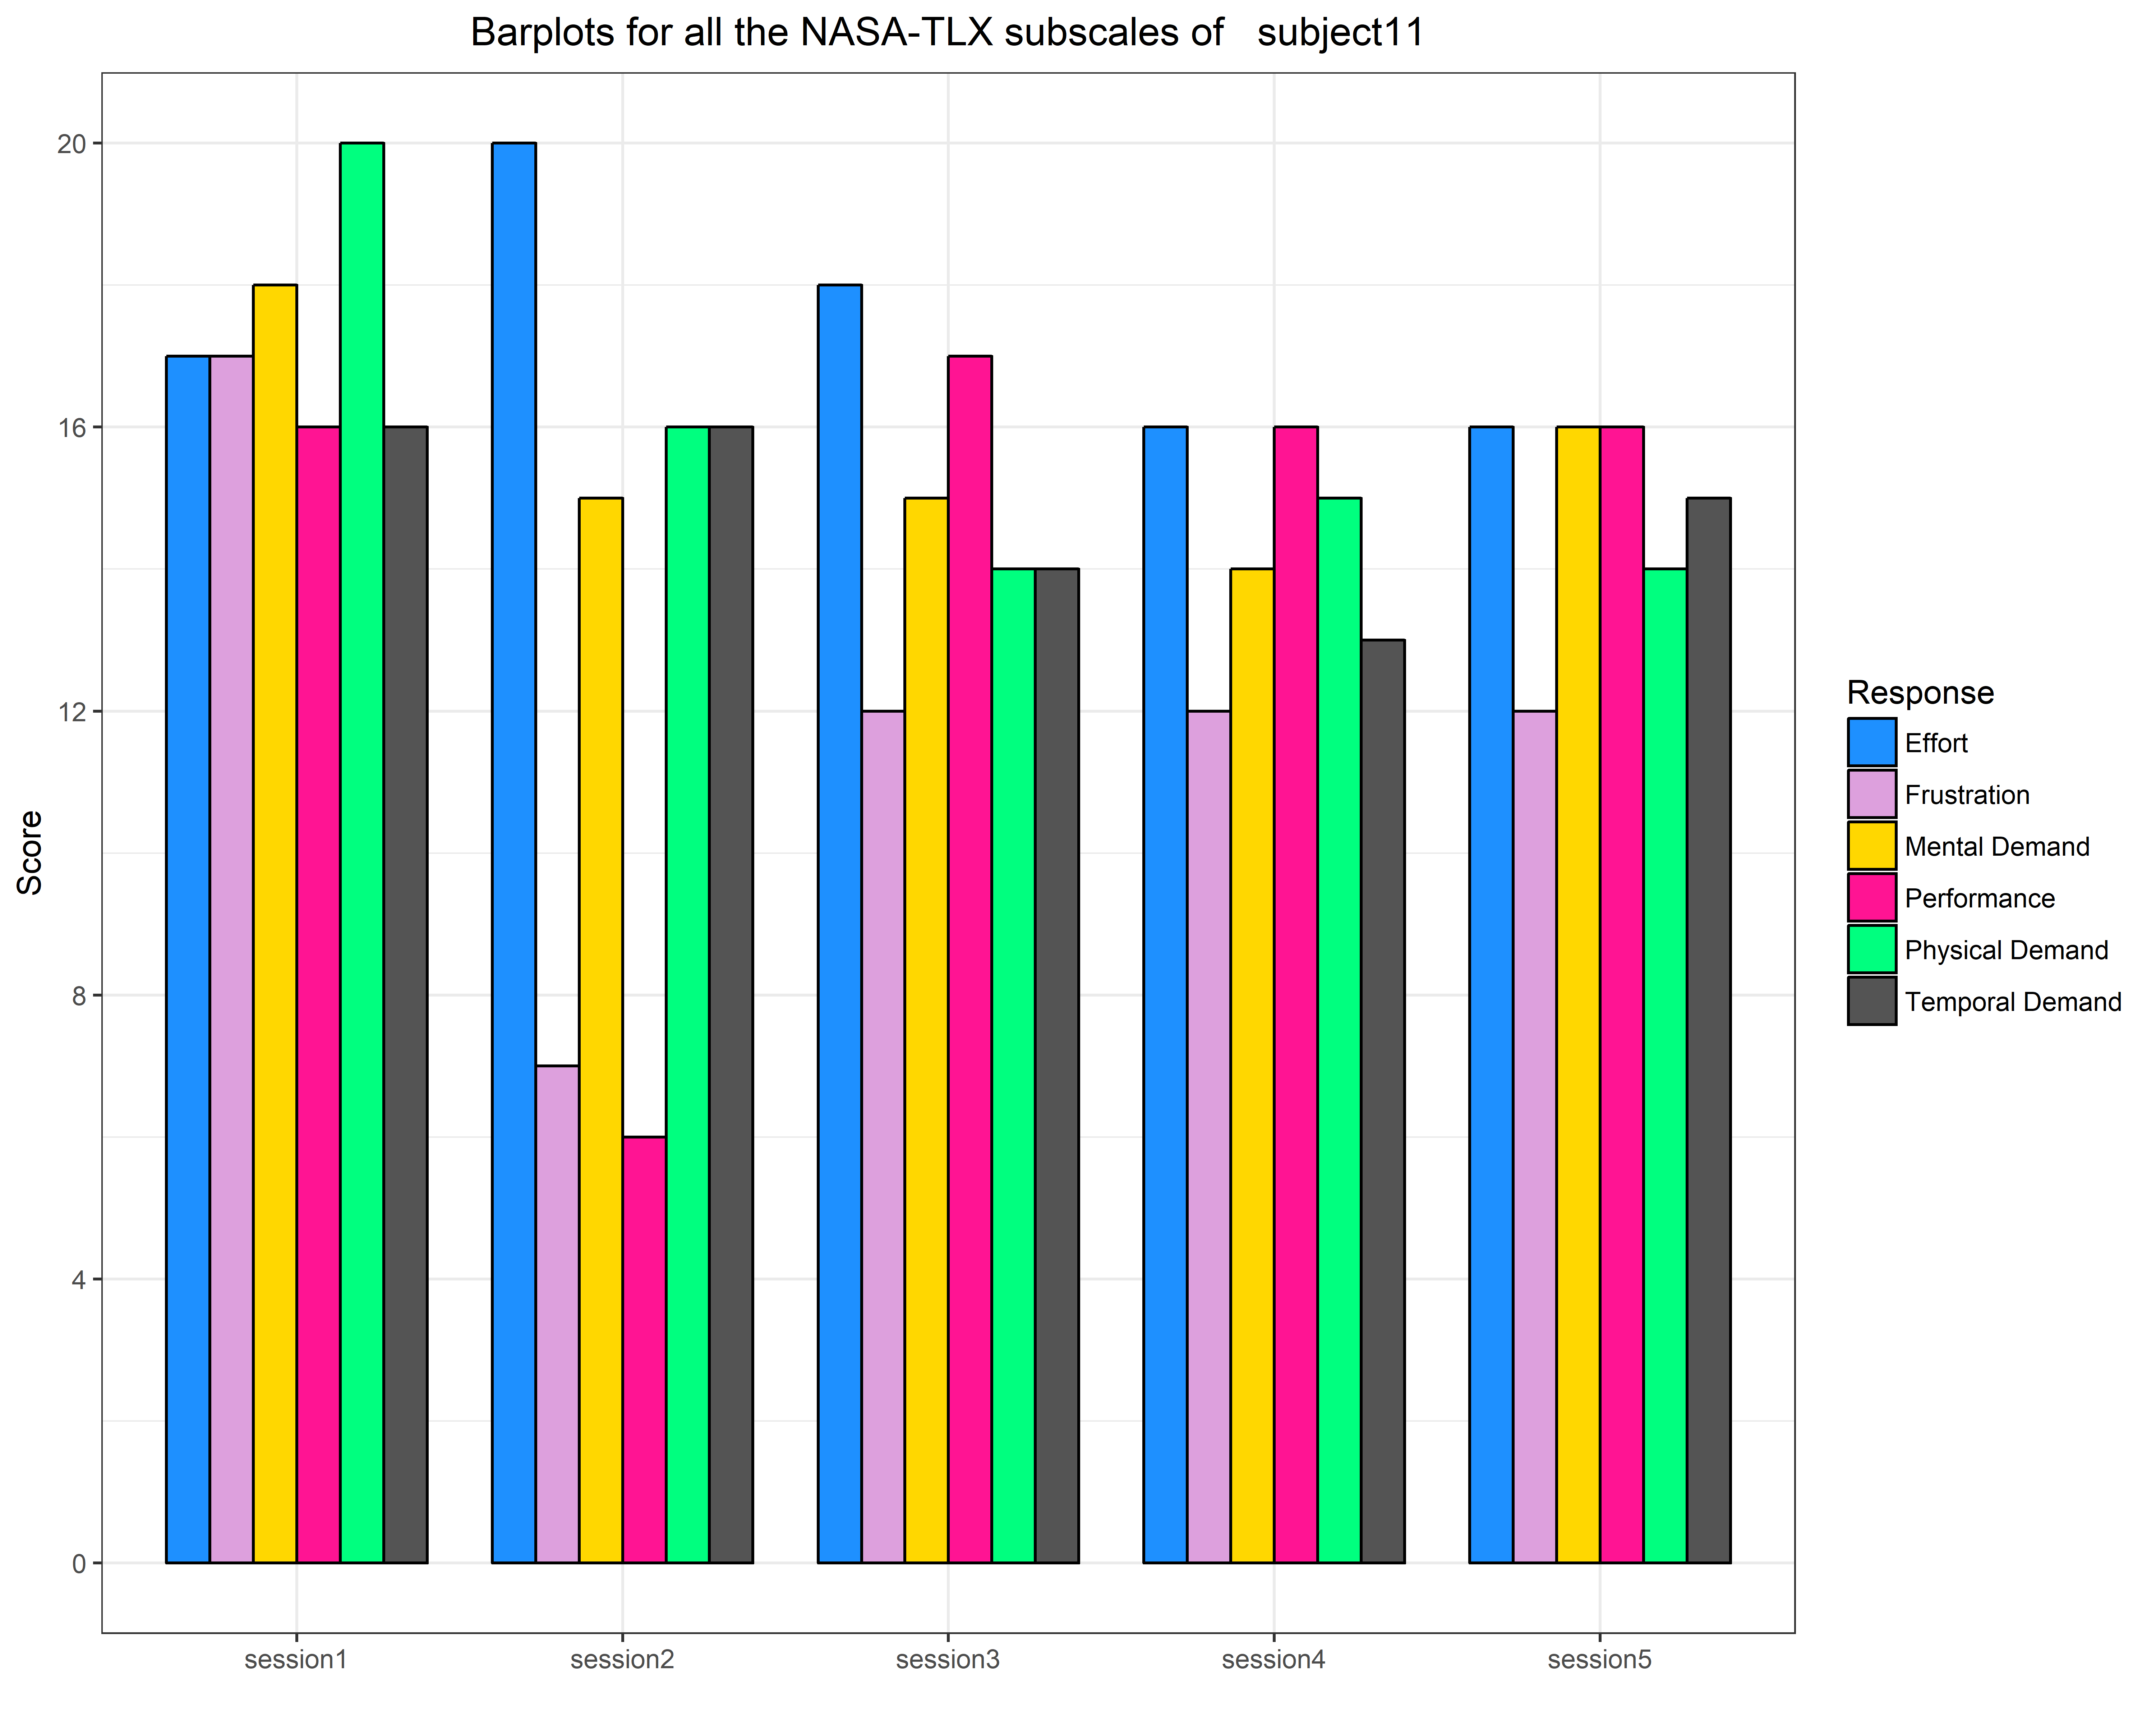 Barplots for all the NASA-TLX subscales of   subject11
Score
20
16
12
8
4
0
session1
session2
session3
session4
session5
Response
Effort
Frustration
Mental Demand
Performance
Physical Demand
Temporal Demand